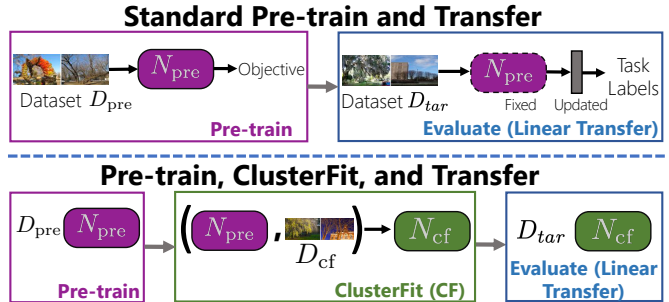 Standard Pre-train and Transfer
N_pre
Objective
Dataset D_pre
Pre-train
N_pre
Task
Labels
Dataset D_tar
Fixed
Updated
Evaluate (Linear Transfer)
Pre-train, ClusterFit, and Transfer
D_pre N_pre
Pre-train
( N_pre , D_cf ) N_cf
ClusterFit (CF)
D_tar N_cf
Evaluate (Linear
Transfer)